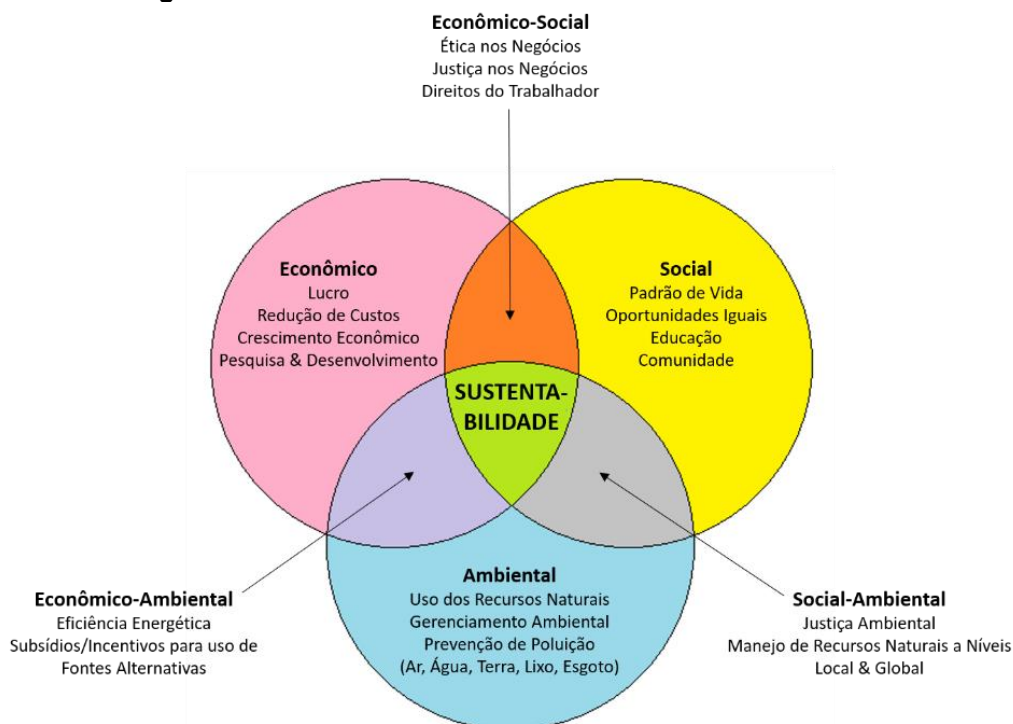 Econômico-Social
Ética nos Negócios
Justiça nos Negócios
Direitos do Trabalhador
Econômico
Lucro
Redução de Custos
Crescimento Econômico
Pesquisa & Desenvolvimento
Social
Padrão de Vida
Oportunidades Iguais
Educação
Comunidade
SUSTENTA-
BILIDADE
Econômico-Ambiental
Eficiência Energética
Subsídios/Incentivos para uso de
Fontes Alternativas
Ambiental
Uso dos Recursos Naturais
Gerenciamento Ambiental
Prevenção de Poluição
(Ar, Água, Terra, Lixo, Esgoto)
Social-Ambiental
Justiça Ambiental
Manejo de Recursos Naturais a Níveis
Local & Global